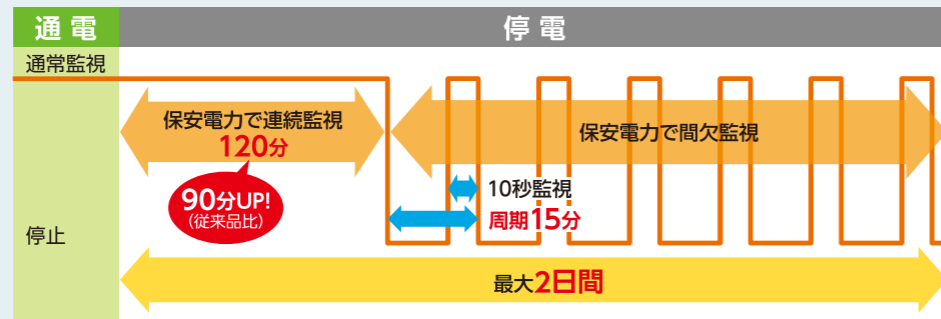 通電
停電
通常監視
保安電力で連続監視
120分
保安電力で間欠監視
90分UP!
(従来品比)
10秒監視
周期15分
停止
最大2日間